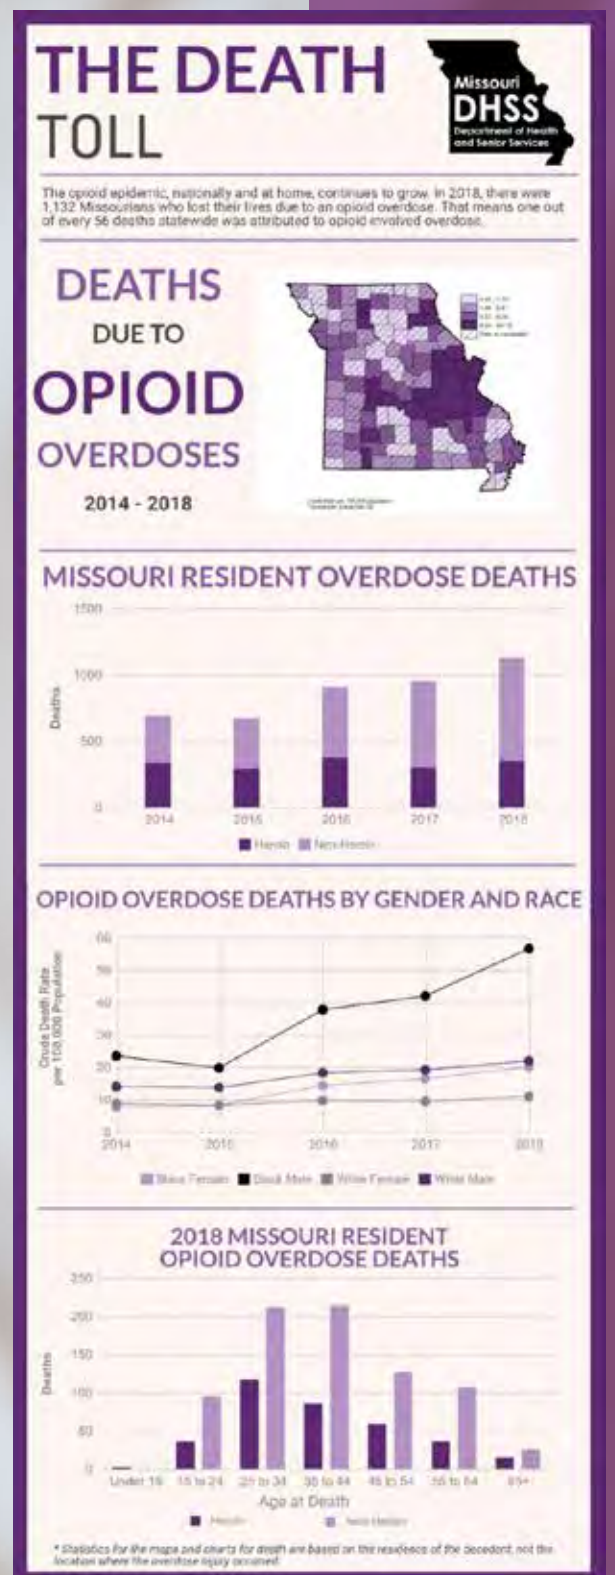 THE DEATH
TOLL
Missouri
DHSS
Department of Health
and Senior Services
The opioid epidemic, nationally and at home, continues to grow. In 2018, there were
1,132 Missourians who lost their lives due to an opioid overdose. That means one out
of every 56 deaths statewide was attributed to opioid involved overdose.
DEATHS
DUE TO
OPIOID
OVERDOSES
2014 - 2018
MISSOURI RESIDENT OVERDOSE DEATHS
1500
1000
500
0
Deaths
2014 2015 2016 2017 2018
Heroin Non-Heroin
OPIOID OVERDOSE DEATHS BY GENDER AND RACE
60
50
40
30
20
10
0
Crude Death Rate
per 100,000 Population
2014 2015 2016 2017 2018
Black Female Black Male White Female White Male
2018 MISSOURI RESIDENT
OPIOID OVERDOSE DEATHS
250
200
150
100
50
0
Deaths
Under 15 15 to 24 25 to 34 35 to 44 45 to 54 55 to 64 65+
Age at Death
Heroin Non-Heroin
* Statistics for the maps and charts for death are based on the residence of the decedent, not the
location where the overdose injury occurred.